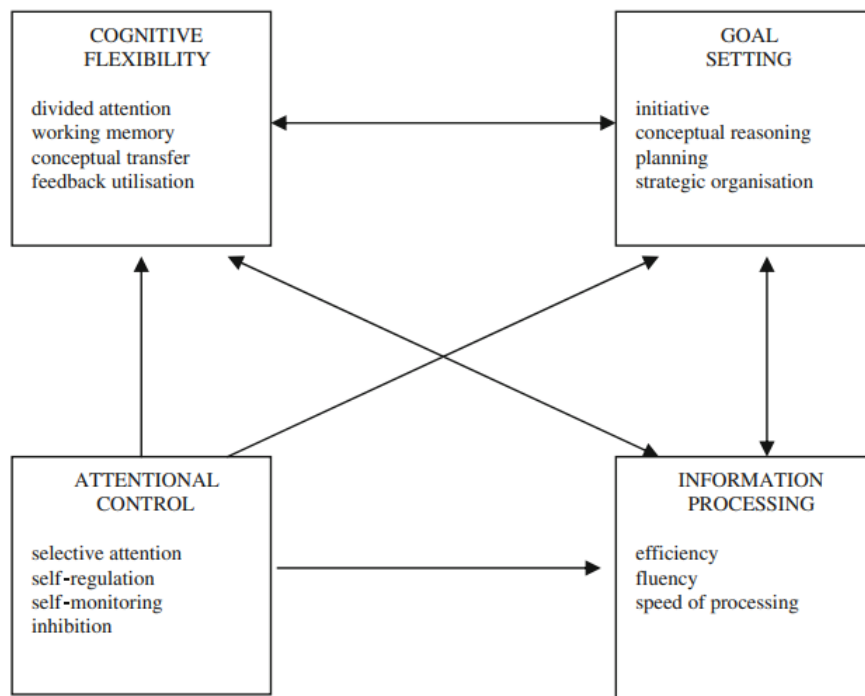 COGNITIVE
FLEXIBILITY
divided attention
working memory
conceptual transfer
feedback utilisation
GOAL
SETTING
initiative
conceptual reasoning
planning
strategic organisation
ATTENTIONAL
CONTROL
selective attention
self-regulation
self-monitoring
inhibition
INFORMATION
PROCESSING
efficiency
fluency
speed of processing